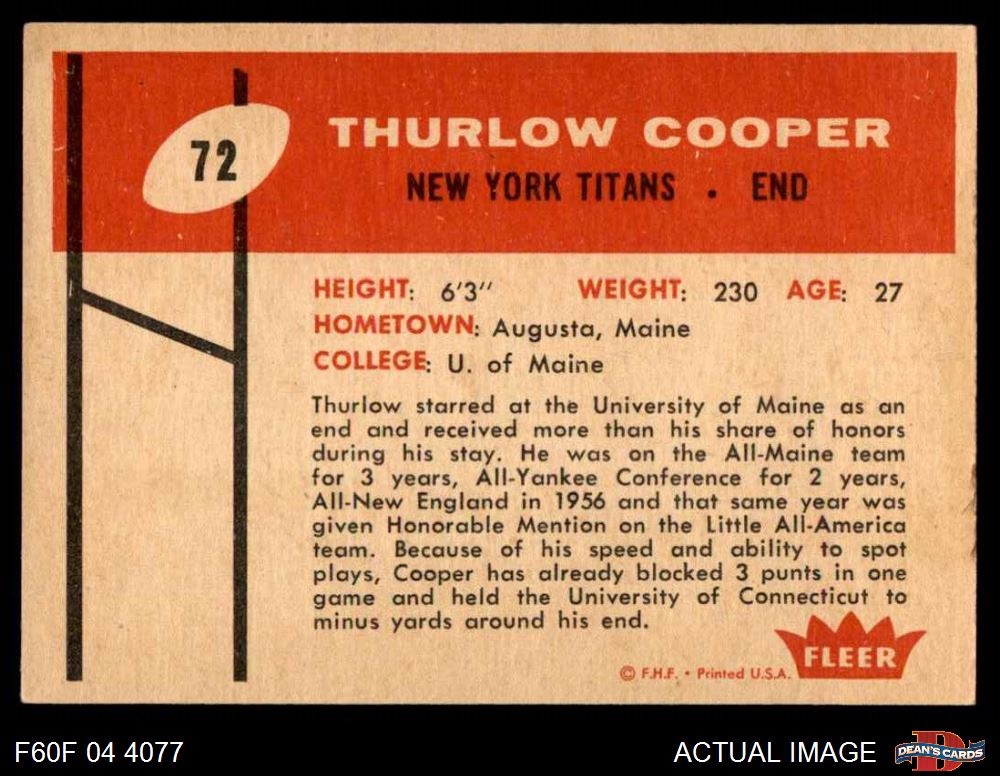 72
THURLOW COOPER
NEW YORK TITANS . END
HEIGHT: 6'3" WEIGHT: 230 AGE: 27
HOMETOWN: Augusta, Maine
COLLEGE: U. of Maine
Thurlow starred at the University of Maine as an
end and received more than his share of honors
during his stay. He was on the All-Maine team
for 3 years, All-Yankee Conference for 2 years,
All-New England in 1956 and that same year was
given Honorable Mention on the Little All-America
team. Because of his speed and ability to spot
plays, Cooper has already blocked 3 punts in one
game and held the University of Connecticut to
minus yards around his end.
FLEER
© F.H.F. • Printed U.S.A.
F60F 04 4077
ACTUAL IMAGE
D
DEAN'S CARDS